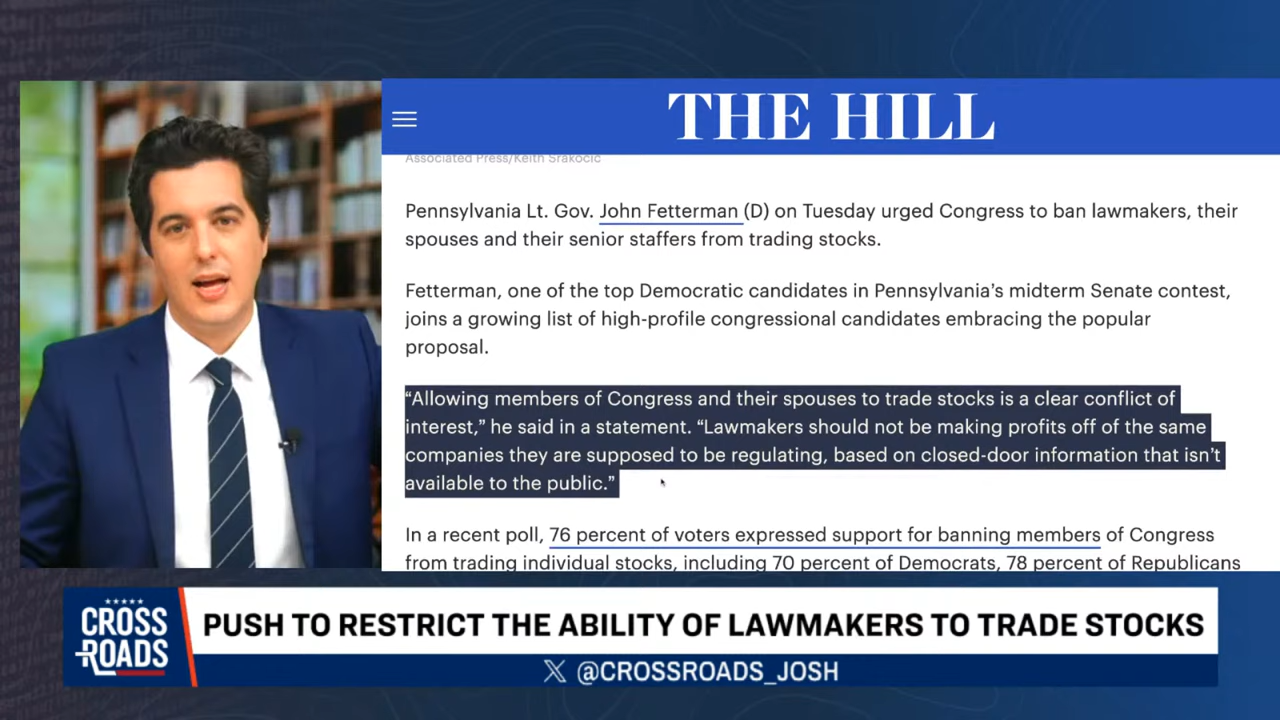 THE HILL
Associated Press/Keith Srakocic
Pennsylvania Lt. Gov. John Fetterman (D) on Tuesday urged Congress to ban lawmakers, their
spouses and their senior staffers from trading stocks.
Fetterman, one of the top Democratic candidates in Pennsylvania’s midterm Senate contest,
joins a growing list of high-profile congressional candidates embracing the popular
proposal.
“Allowing members of Congress and their spouses to trade stocks is a clear conflict of
interest,” he said in a statement. “Lawmakers should not be making profits off of the same
companies they are supposed to be regulating, based on closed-door information that isn’t
available to the public.”
In a recent poll, 76 percent of voters expressed support for banning members of Congress
from trading individual stocks, including 70 percent of Democrats, 78 percent of Republicans
CROSS
ROADS
PUSH TO RESTRICT THE ABILITY OF LAWMAKERS TO TRADE STOCKS
X @CROSSROADS_JOSH